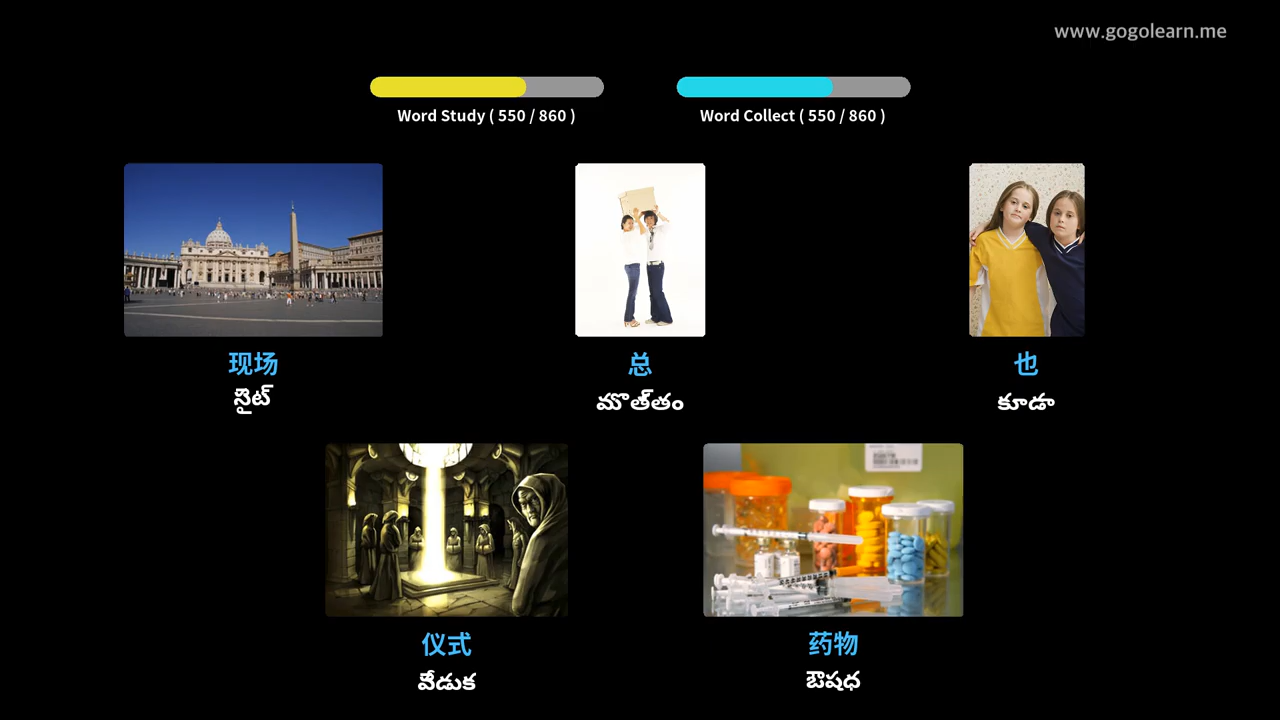 www.gogolearn.me
Word Study ( 550 / 860 )
Word Collect ( 550 / 860 )
现场
సైట్
总
మొత్తం
也
కూడా
仪式
వేడుక
药物
ఔషధ